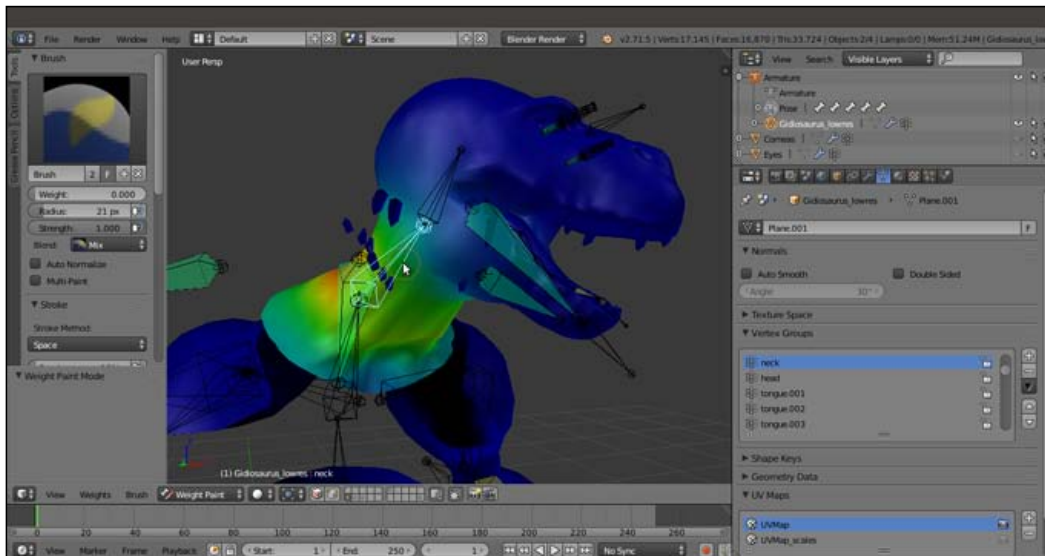 File Render Window Help Default Scene Blender Render v2.71.5 | Verts:17,145 | Faces:16,870 | Tris:33,724 | Objects:2/4 | Lamps:0/0 | Mem:51.24M | Gidiosaurus_low
Tools
Options
Grease Pencil
Brush
Brush 2 F
Weight: 0.000
Radius: 21 px
Strength: 1.000
Blend: Mix
Auto Normalize
Multi-Paint
Stroke
Stroke Method:
Space
Weight Paint Mode
User Persp
(1) Gidiosaurus_lowres : neck
View Search Visible Layers
Armature
Armature
Pose
Gidiosaurus_lowres
Corneas
Eyes
Gidiosaurus_lowres Plane.001
Plane.001 F
Normals
Auto Smooth Double Sided
Angle: 30°
Texture Space
Vertex Groups
neck
head
tongue.001
tongue.002
tongue.003
Shape Keys
Geometry Data
UV Maps
UVMap
UVMap_scales
View Weights Brush Weight Paint
0 20 40 60 80 100 120 140 160 180 200 220 240 260
View Marker Frame Playback Start: 1 End: 250 1 No Sync